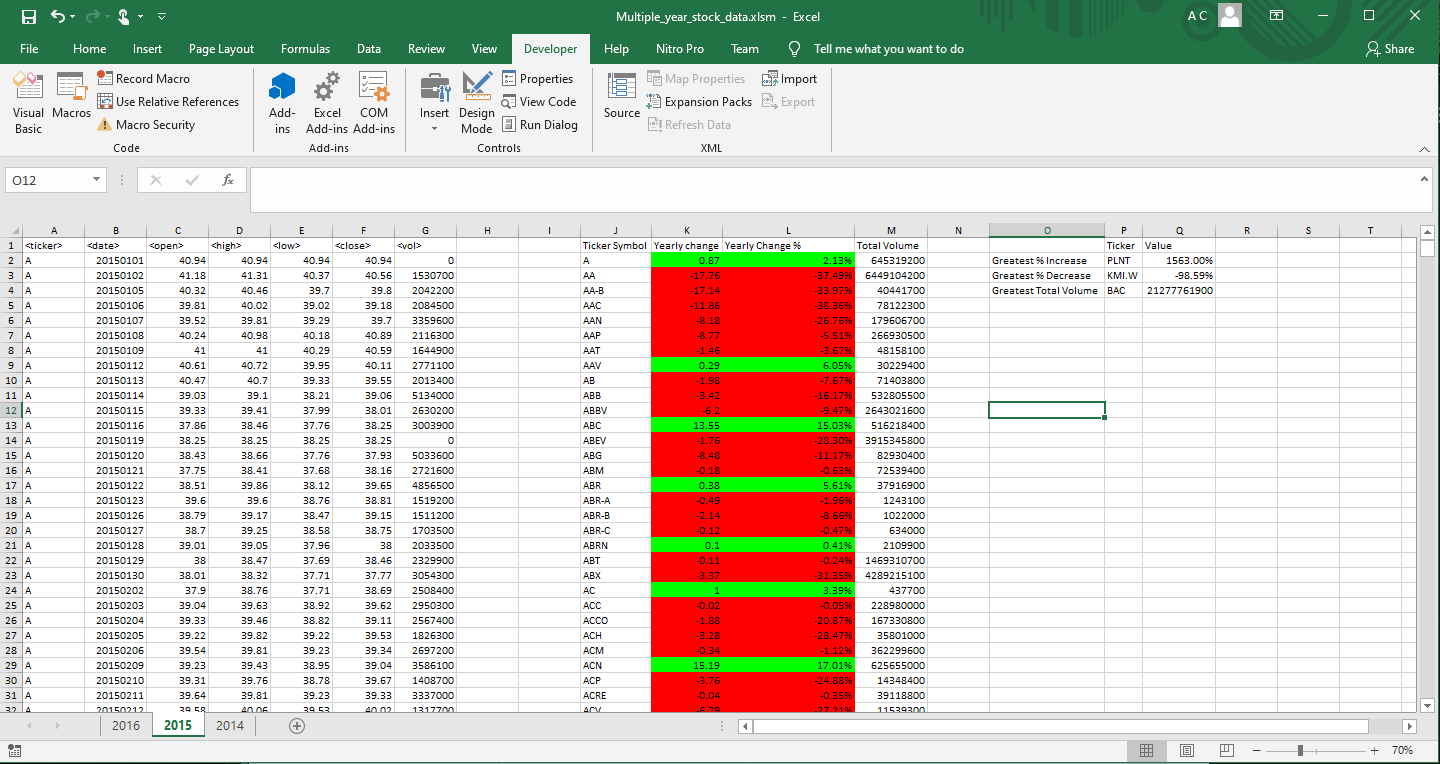 Multiple_year_stock_data.xlsm - Excel A C
File Home Insert Page Layout Formulas Data Review View Developer Help Nitro Pro Team Tell me what you want to do Share
Visual Basic
Macros
Record Macro
Use Relative References
Macro Security
Code
Add-ins
Excel Add-ins
COM Add-ins
Add-ins
Insert
Design Mode
Properties
View Code
Run Dialog
Controls
Source
Map Properties
Expansion Packs
Refresh Data
Import
Export
XML
O12 fx
A B C D E F G H I J K L M N O P Q R S T
1 <ticker> <date> <open> <high> <low> <close> <vol> Ticker Symbol Yearly change Yearly Change % Total Volume Ticker Value
2 A 20150101 40.94 40.94 40.94 40.94 0 A 0.87 2.13% 645319200 Greatest % Increase PLNT 1563.00%
3 A 20150102 41.18 41.31 40.37 40.56 1530700 AA -17.76 -37.49% 6449104200 Greatest % Decrease KMI.W -98.59%
4 A 20150105 40.32 40.46 39.7 39.8 2042200 AA-B -17.14 -33.97% 40441700 Greatest Total Volume BAC 21277761900
5 A 20150106 39.81 40.02 39.02 39.18 2084500 AAC -11.86 -38.36% 78122300
6 A 20150107 39.52 39.81 39.29 39.7 3359600 AAN -8.18 -26.76% 179606700
7 A 20150108 40.24 40.98 40.18 40.89 2116300 AAP -8.77 -5.51% 266930500
8 A 20150109 41 41 40.29 40.59 1644900 AAT -1.46 -3.67% 48158100
9 A 20150112 40.61 40.72 39.95 40.11 2771100 AAV 0.29 6.05% 30229400
10 A 20150113 40.47 40.7 39.33 39.55 2013400 AB -1.98 -7.67% 71403800
11 A 20150114 39.03 39.1 38.21 39.06 5134000 ABB -3.42 -16.17% 532805500
12 A 20150115 39.33 39.41 37.99 38.01 2630200 ABBV -6.2 -9.47% 2643021600
13 A 20150116 37.86 38.46 37.76 38.25 3003900 ABC 13.55 15.03% 516218400
14 A 20150119 38.25 38.25 38.25 38.25 0 ABEV -1.76 -28.30% 3915345800
15 A 20150120 38.43 38.66 37.76 37.93 5033600 ABG -8.48 -11.17% 82930400
16 A 20150121 37.75 38.41 37.68 38.16 2721600 ABM -0.18 -0.63% 72539400
17 A 20150122 38.51 39.86 38.12 39.65 4856500 ABR 0.38 5.61% 37916900
18 A 20150123 39.6 39.6 38.76 38.81 1519200 ABR-A -0.49 -1.96% 1243100
19 A 20150126 38.79 39.17 38.47 39.15 1511200 ABR-B -2.14 -8.66% 1022000
20 A 20150127 38.7 39.25 38.58 38.75 1703500 ABR-C -0.12 -0.47% 634000
21 A 20150128 39.01 39.05 37.96 38 2033500 ABRN 0.1 0.41% 2109900
22 A 20150129 38 38.47 37.69 38.46 2329900 ABT -0.11 -0.24% 1469310700
23 A 20150130 38.01 38.32 37.71 37.77 3054300 ABX -3.37 -31.35% 4289215100
24 A 20150202 37.9 38.76 37.71 38.69 2508400 AC 1 3.39% 437700
25 A 20150203 39.04 39.63 38.92 39.62 2950300 ACC -0.02 -0.05% 228980000
26 A 20150204 39.33 39.46 38.82 39.11 2567400 ACCO -1.88 -20.87% 167330800
27 A 20150205 39.22 39.82 39.22 39.53 1826300 ACH -3.28 -28.47% 35801000
28 A 20150206 39.54 39.81 39.23 39.34 2697200 ACM -0.34 -1.12% 362299600
29 A 20150209 39.23 39.43 38.95 39.04 3586100 ACN 15.19 17.01% 625655000
30 A 20150210 39.31 39.76 38.78 39.67 1408700 ACP -3.76 -24.88% 14348400
31 A 20150211 39.64 39.81 39.23 39.33 3337000 ACRE -0.04 -0.35% 39118800
32 A 20150212 39.58 40.06 39.53 40.02 1317700 ACV -6.79 -27.21% 11539300
2016 2015 2014
70%